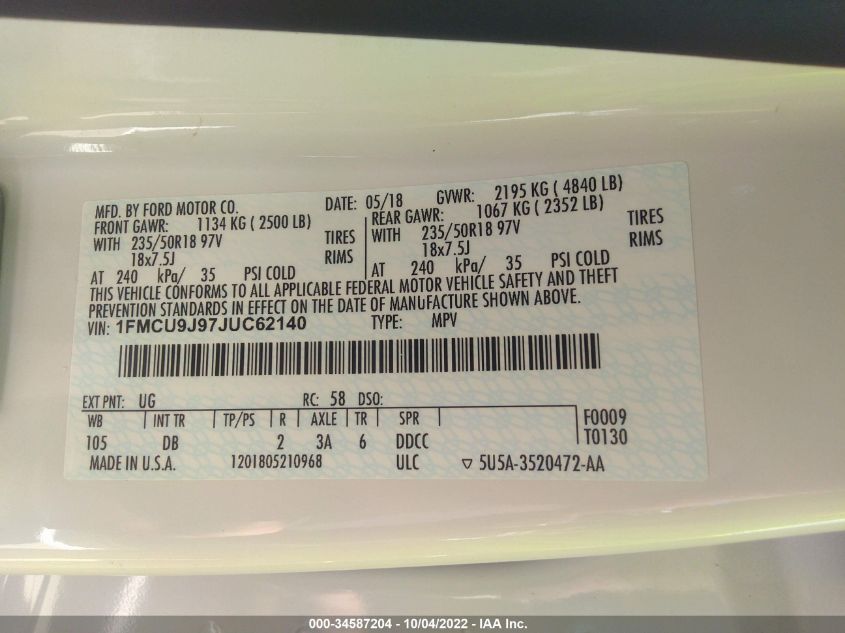 MFD. BY FORD MOTOR CO. DATE: 05/18 GVWR: 2195 KG ( 4840 LB)
FRONT GAWR: 1134 KG ( 2500 LB) REAR GAWR: 1067 KG ( 2352 LB)
WITH 235/50R18 97V TIRES WITH 235/50R18 97V TIRES
18x7.5J RIMS 18x7.5J RIMS
AT 240 kPa/ 35 PSI COLD AT 240 kPa/ 35 PSI COLD
THIS VEHICLE CONFORMS TO ALL APPLICABLE FEDERAL MOTOR VEHICLE SAFETY AND THEFT
PREVENTION STANDARDS IN EFFECT ON THE DATE OF MANUFACTURE SHOWN ABOVE.
VIN: 1FMCU9J97JUC62140 TYPE: MPV
EXT PNT: UG RC: 58 DSO:
WB INT TR TP/PS R AXLE TR SPR F0009
105 DB 2 3A 6 DDCC T0130
MADE IN U.S.A. 1201805210968 ULC ▽ 5U5A-3520472-AA
000-34587204 - 10/04/2022 - IAA Inc.